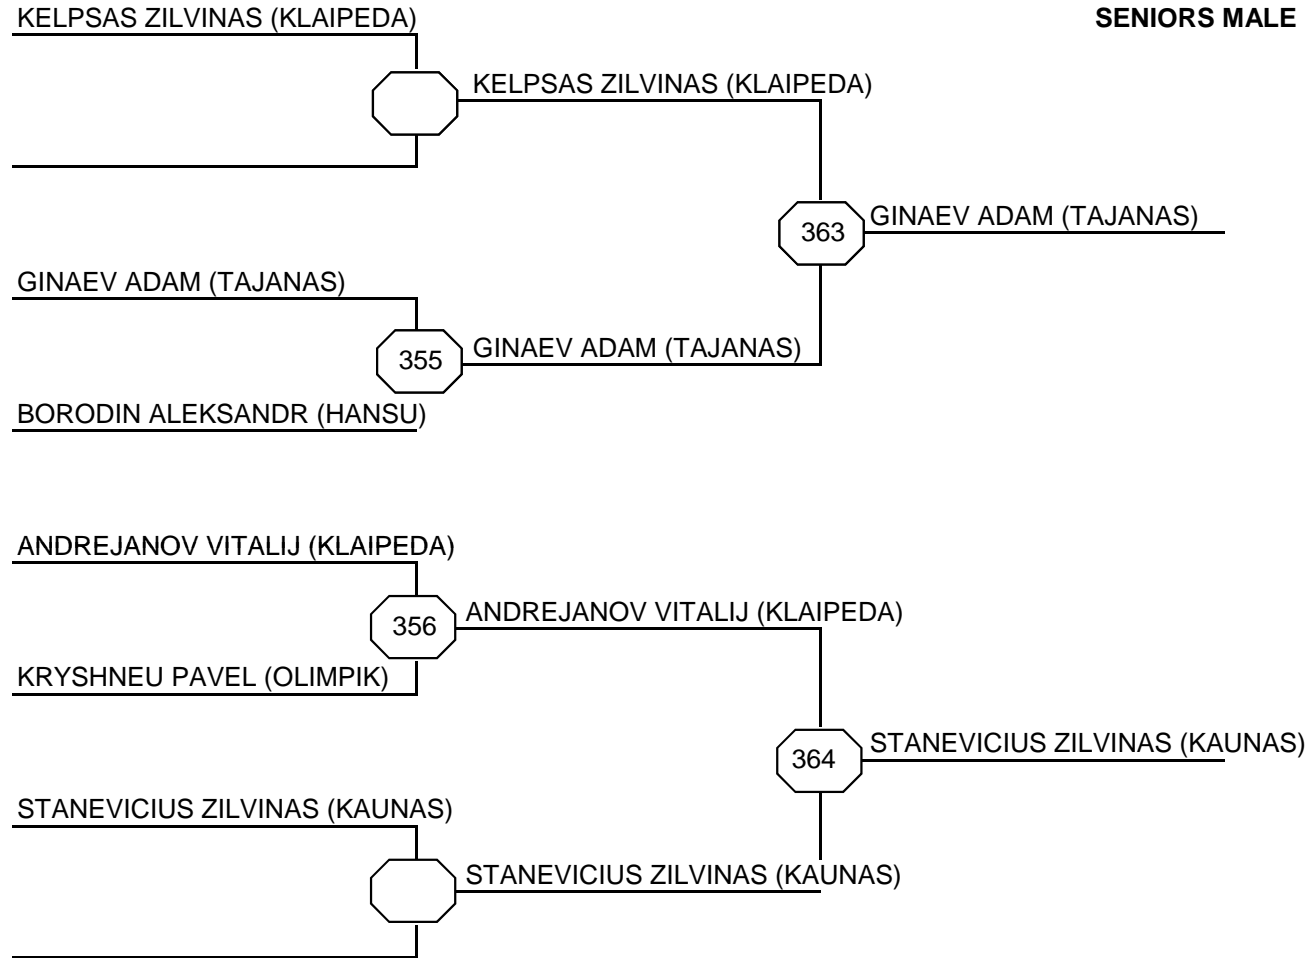 KELPSAS ZILVINAS (KLAIPEDA)
SENIORS MALE
KELPSAS ZILVINAS (KLAIPEDA)
363
GINAEV ADAM (TAJANAS)
GINAEV ADAM (TAJANAS)
355
GINAEV ADAM (TAJANAS)
BORODIN ALEKSANDR (HANSU)
ANDREJANOV VITALIJ (KLAIPEDA)
356
ANDREJANOV VITALIJ (KLAIPEDA)
KRYSHNEU PAVEL (OLIMPIK)
364
STANEVICIUS ZILVINAS (KAUNAS)
STANEVICIUS ZILVINAS (KAUNAS)
STANEVICIUS ZILVINAS (KAUNAS)